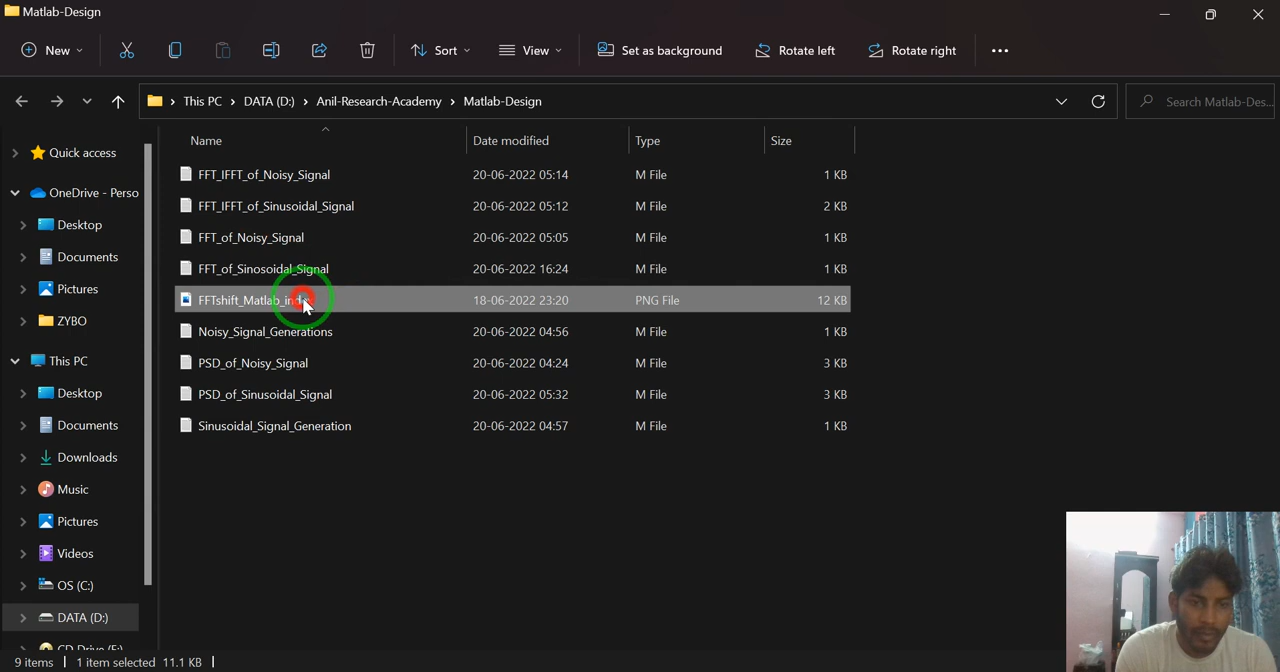 Matlab-Design
New
Sort
View
Set as background
Rotate left
Rotate right
This PC > DATA (D:) > Anil-Research-Academy > Matlab-Design
Search Matlab-Des...
Name Date modified Type Size
Quick access
OneDrive - Perso
Desktop
Documents
Pictures
ZYBO
This PC
Desktop
Documents
Downloads
Music
Pictures
Videos
OS (C:)
DATA (D:)
FFT_IFFT_of_Noisy_Signal 20-06-2022 05:14 M File 1 KB
FFT_IFFT_of_Sinusoidal_Signal 20-06-2022 05:12 M File 2 KB
FFT_of_Noisy_Signal 20-06-2022 05:05 M File 1 KB
FFT_of_Sinosoidal_Signal 20-06-2022 16:24 M File 1 KB
FFTshift_Matlab_index 18-06-2022 23:20 PNG File 12 KB
Noisy_Signal_Generations 20-06-2022 04:56 M File 1 KB
PSD_of_Noisy_Signal 20-06-2022 04:24 M File 3 KB
PSD_of_Sinusoidal_Signal 20-06-2022 05:32 M File 3 KB
Sinusoidal_Signal_Generation 20-06-2022 04:57 M File 1 KB
9 items 1 item selected 11.1 KB